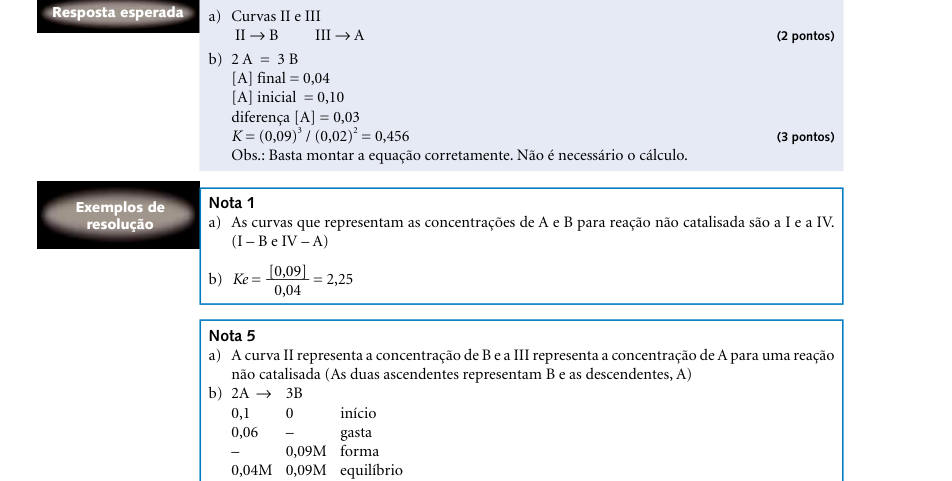 Resposta esperada
a) Curvas II e III
II → B III → A (2 pontos)
b) 2 A = 3 B
[A] final = 0,04
[A] inicial = 0,10
diferença [A] = 0,03
K = (0,09)³ / (0,02)² = 0,456 (3 pontos)
Obs.: Basta montar a equação corretamente. Não é necessário o cálculo.
Exemplos de
resolução
Nota 1
a) As curvas que representam as concentrações de A e B para reação não catalisada são a I e a IV.
(I – B e IV – A)
b) Ke = [0,09] / 0,04 = 2,25
Nota 5
a) A curva II representa a concentração de B e a III representa a concentração de A para uma reação
não catalisada (As duas ascendentes representam B e as descendentes, A)
b) 2A → 3B
0,1 0 início
0,06 – gasta
– 0,09M forma
0,04M 0,09M equilíbrio